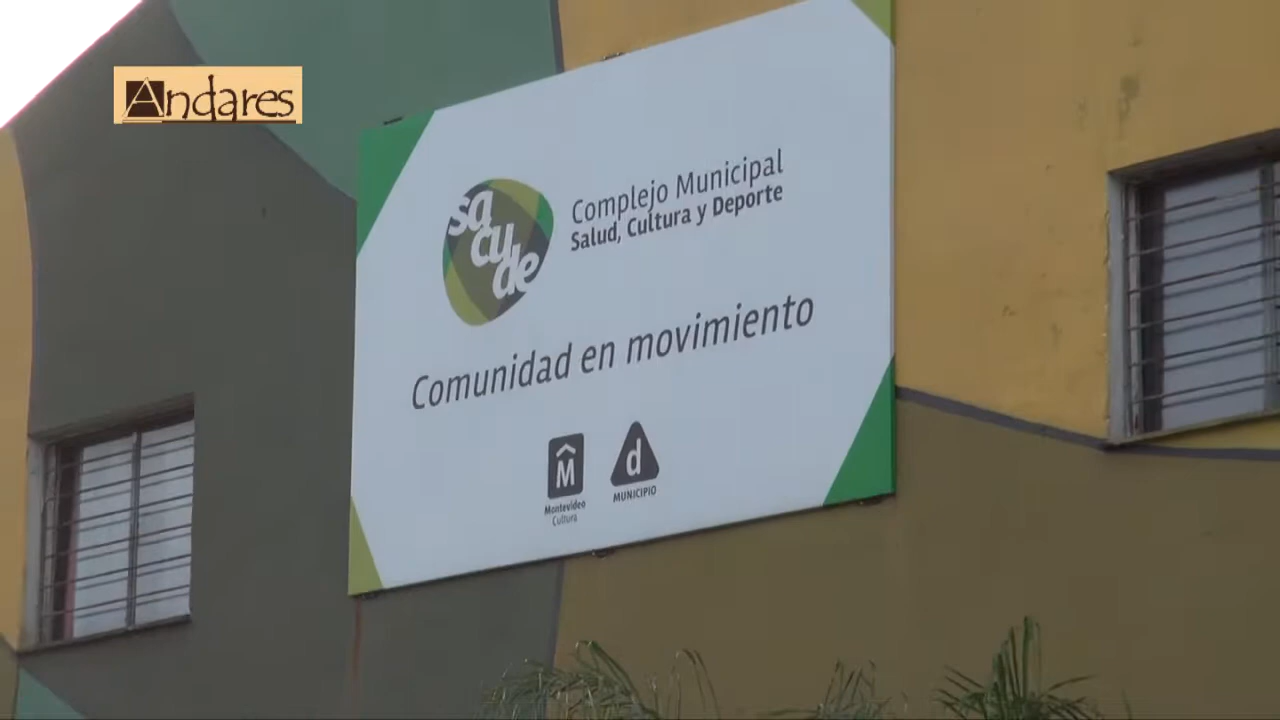 Andares
sa
cu
de
Complejo Municipal
Salud, Cultura y Deporte
Comunidad en movimiento
M
Montevideo
Cultura
d
MUNICIPIO